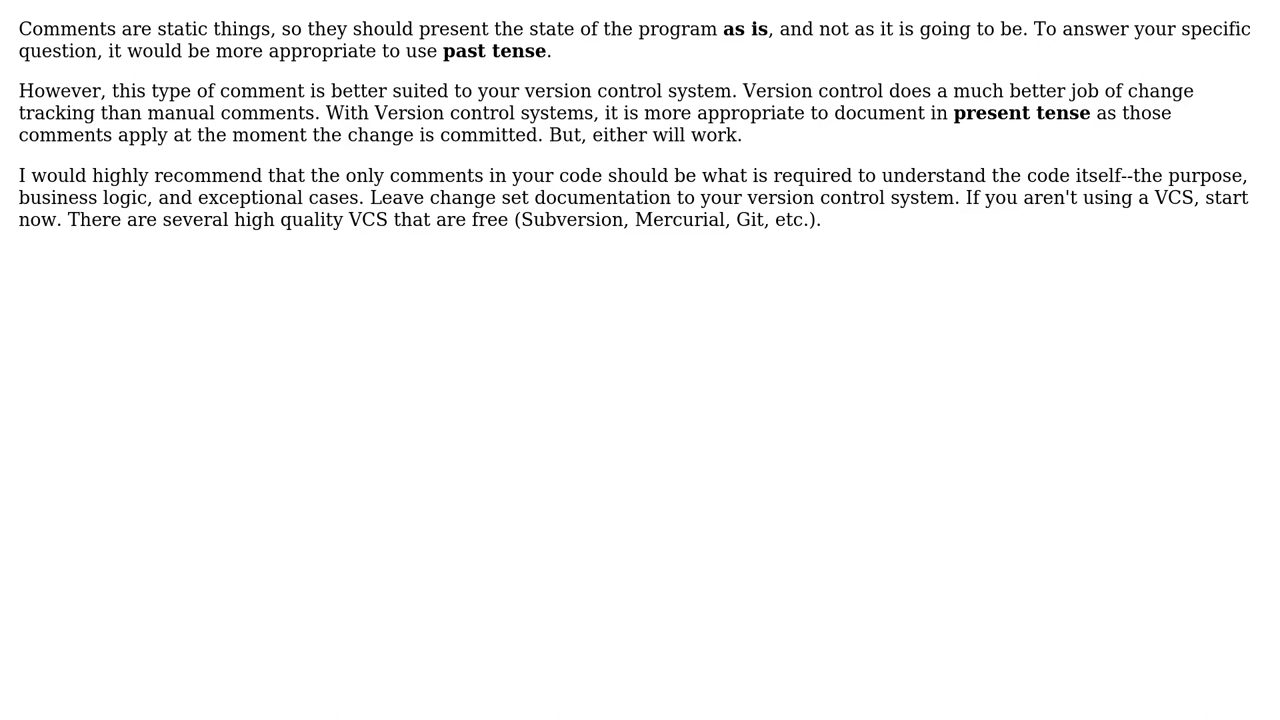 Comments are static things, so they should present the state of the program as is, and not as it is going to be. To answer your specific
question, it would be more appropriate to use past tense.
However, this type of comment is better suited to your version control system. Version control does a much better job of change
tracking than manual comments. With Version control systems, it is more appropriate to document in present tense as those
comments apply at the moment the change is committed. But, either will work.
I would highly recommend that the only comments in your code should be what is required to understand the code itself--the purpose,
business logic, and exceptional cases. Leave change set documentation to your version control system. If you aren't using a VCS, start
now. There are several high quality VCS that are free (Subversion, Mercurial, Git, etc.).